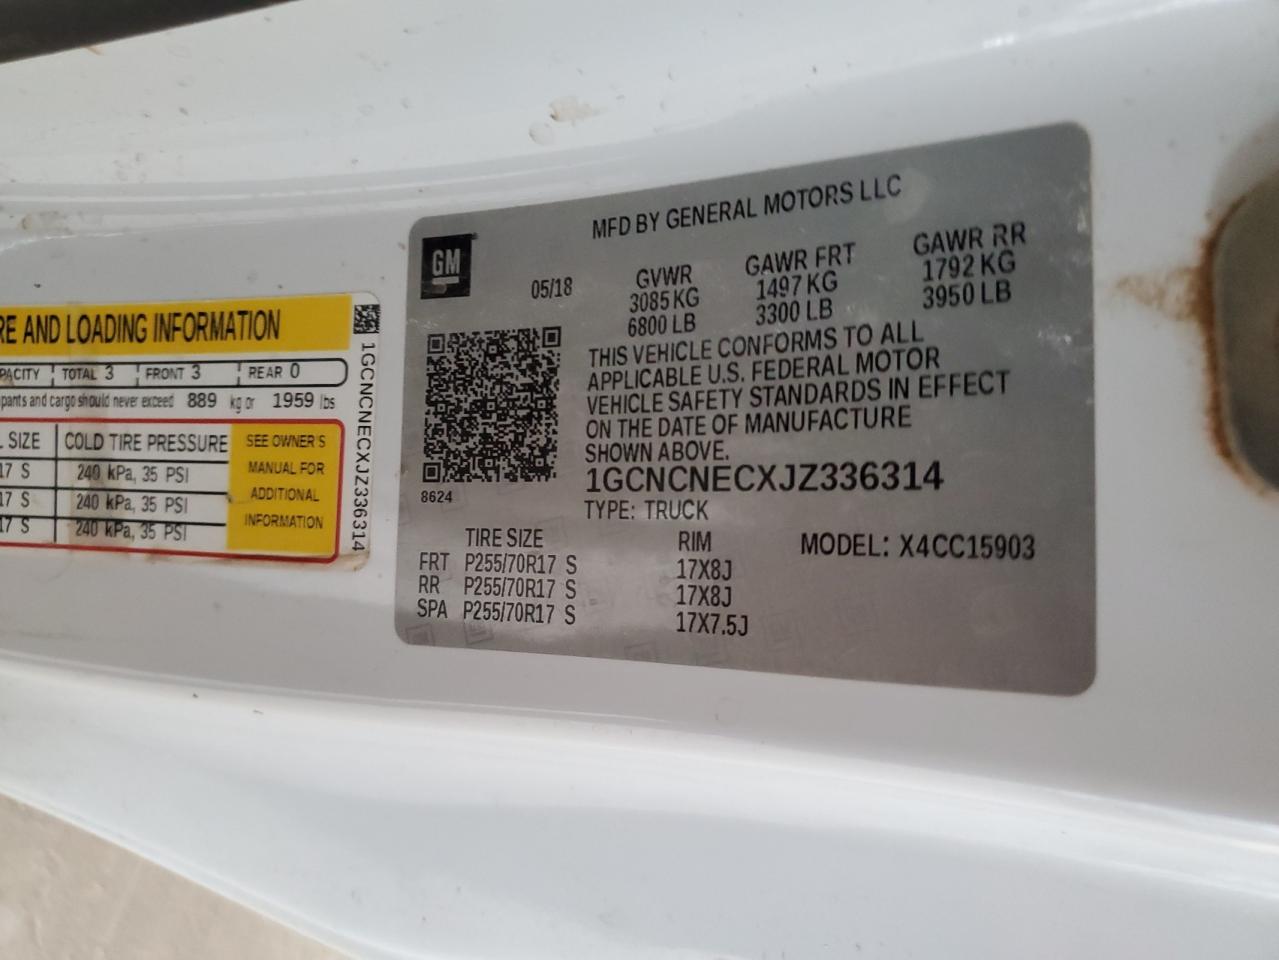 RE AND LOADING INFORMATION
PACITY TOTAL 3 FRONT 3 REAR 0
pants and cargo should never exceed 889 kg or 1959 lbs
SIZE COLD TIRE PRESSURE
17 S 240 kPa, 35 PSI
17 S 240 kPa, 35 PSI
17 S 240 kPa, 35 PSI
SEE OWNER'S
MANUAL FOR
ADDITIONAL
INFORMATION
1GCNCNECXJZ336314
GM
MFD BY GENERAL MOTORS LLC
05/18
GVWR GAWR FRT GAWR RR
3085 KG 1497 KG 1792 KG
6800 LB 3300 LB 3950 LB
THIS VEHICLE CONFORMS TO ALL
APPLICABLE U.S. FEDERAL MOTOR
VEHICLE SAFETY STANDARDS IN EFFECT
ON THE DATE OF MANUFACTURE
SHOWN ABOVE.
8624
1GCNCNECXJZ336314
TYPE: TRUCK
TIRE SIZE RIM MODEL: X4CC15903
FRT P255/70R17 S 17X8J
RR P255/70R17 S 17X8J
SPA P255/70R17 S 17X7.5J